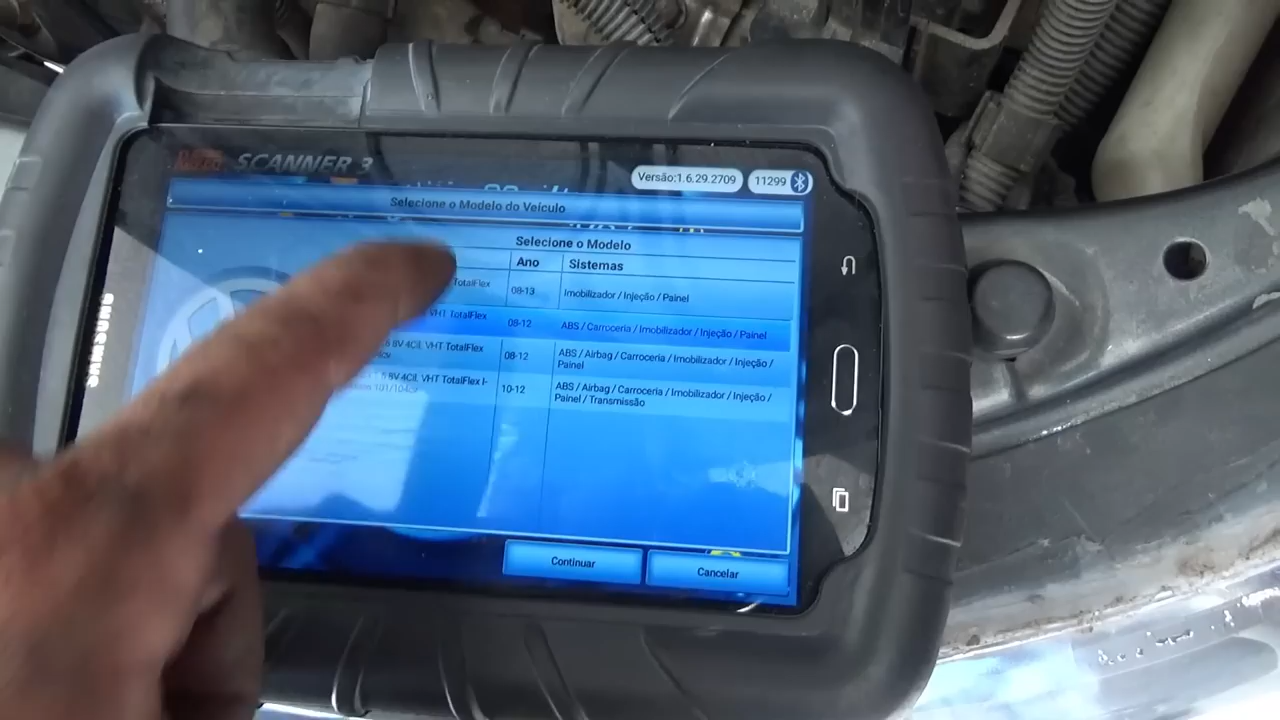 SCANNER 3
Versão:1.6.29.2709
11299
Selecione o Modelo do Veículo
Selecione o Modelo
Ano
Sistemas
TotalFlex
08-13
Imobilizador / Injeção / Painel
VHT TotalFlex
08-12
ABS / Carroceria / Imobilizador / Injeção / Painel
8V 4Cil. VHT TotalFlex
08-12
ABS / Airbag / Carroceria / Imobilizador / Injeção /
Painel
8V 4Cil. VHT TotalFlex I-
10-12
ABS / Airbag / Carroceria / Imobilizador / Injeção /
Painel / Transmissão
Continuar
Cancelar
SAMSUNG